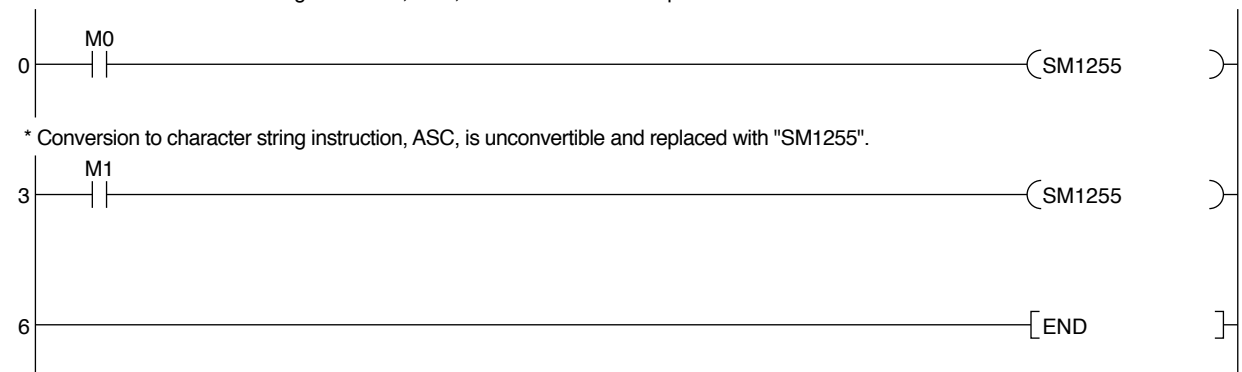 M0
0 SM1255
* Conversion to character string instruction, ASC, is unconvertible and replaced with "SM1255".
M1
3 SM1255
6 END